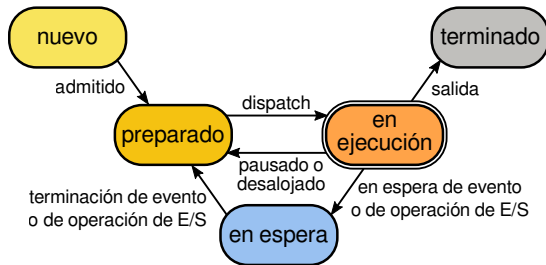 nuevo
terminado
admitido
salida
dispatch
preparado
en
ejecución
pausado o
desalojado
terminación de evento
o de operación de E/S
en espera de evento
o de operación de E/S
en espera